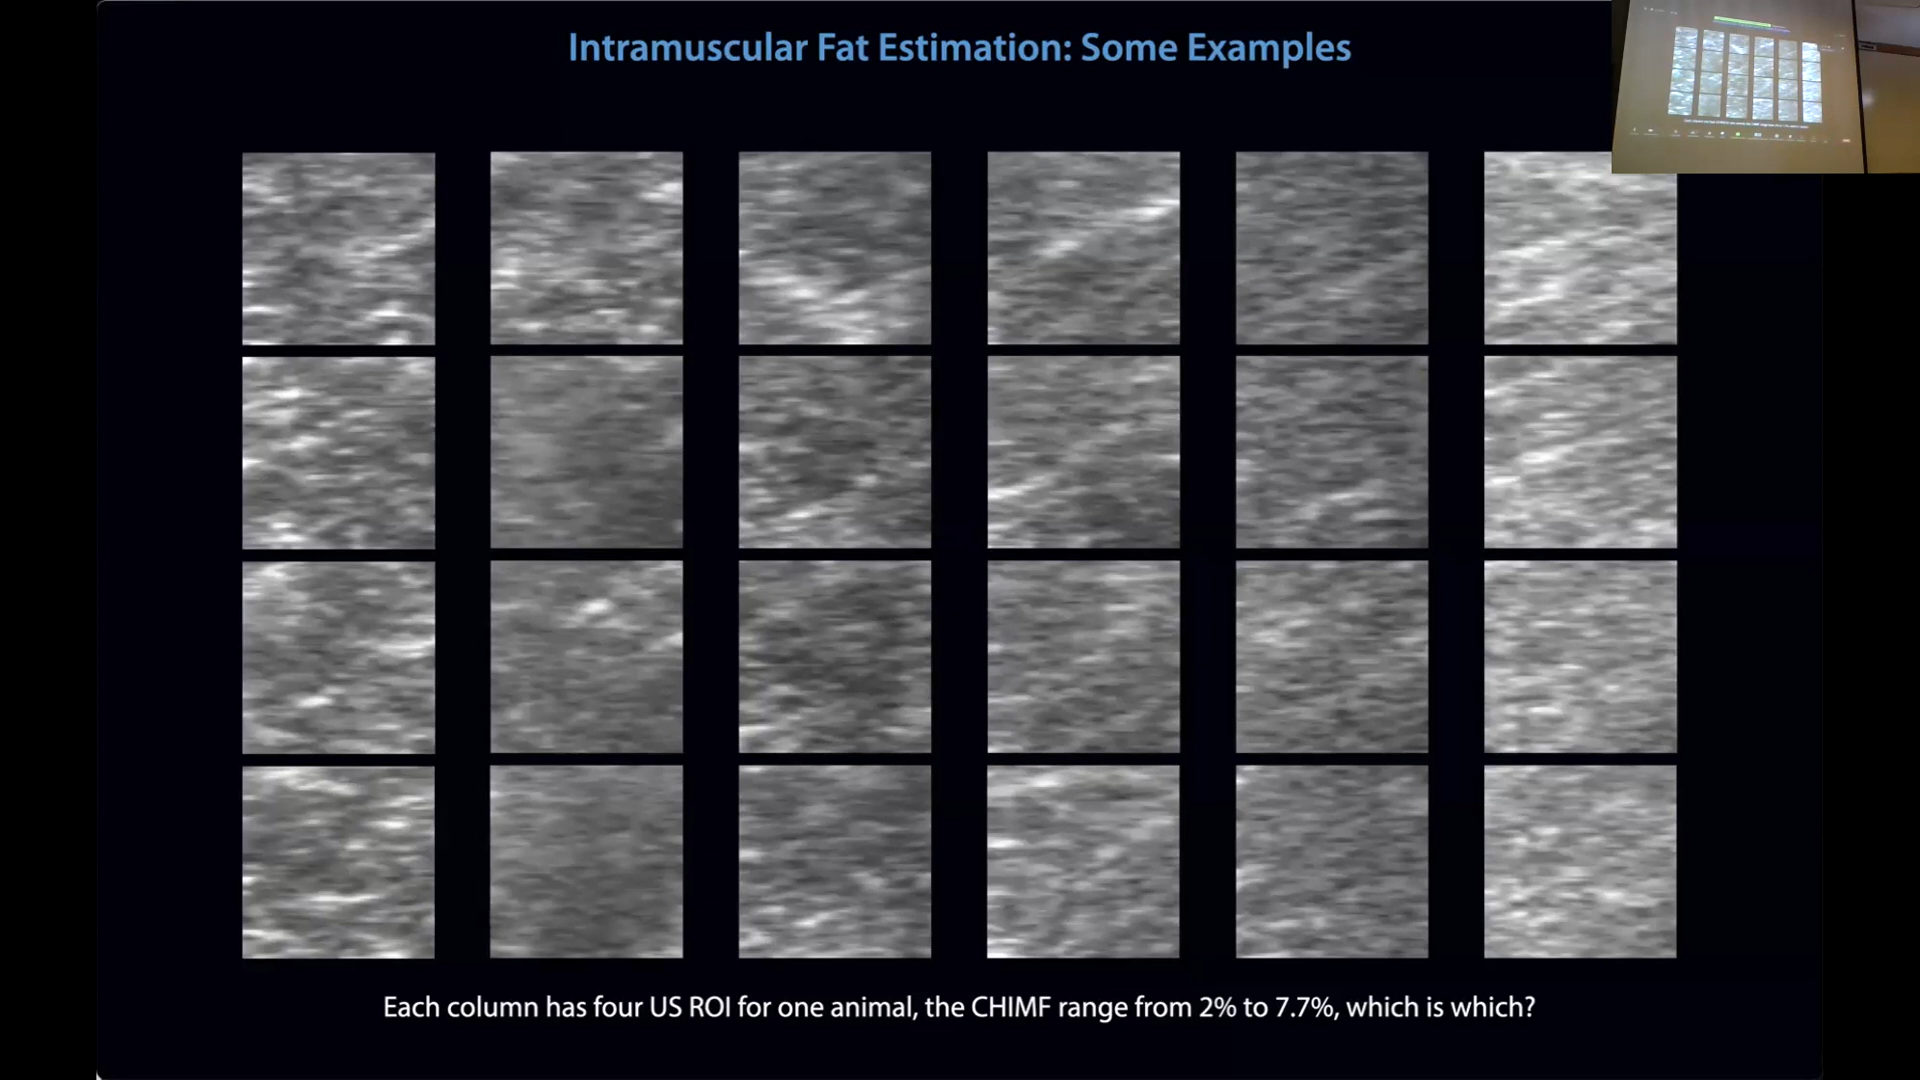 Intramuscular Fat Estimation: Some Examples
Each column has four US ROI for one animal, the CHIMF range from 2% to 7.7%, which is which?